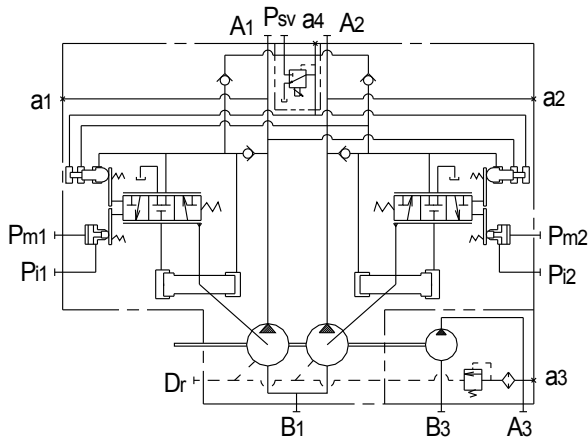 A1 Psv a4 A2
a1 a2
Pm1 Pm2
Pi1 Pi2
Dr a3
B1 B3 A3